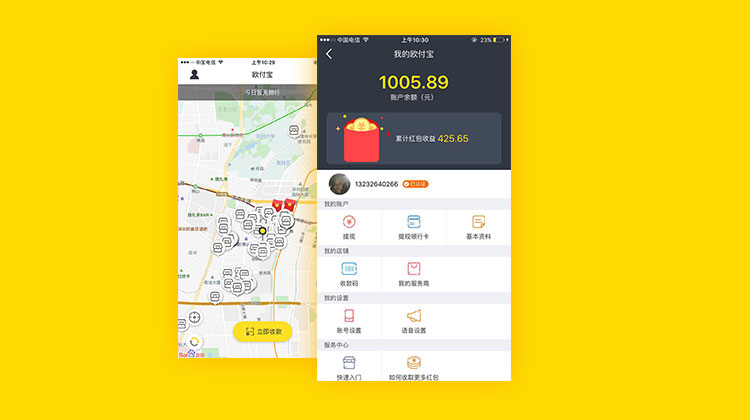 中国电信
上午10:29
欧付宝
今日暂无排行
立即收款
Bai
中国电信
上午10:30
23%
我的欧付宝
1005.89
账户余额（元）
累计红包收益 425.65
13232640266 已认证
我的账户
提现
提现银行卡
基本资料
我的店铺
收款码
我的服务商
我的设置
账号设置
语音设置
服务中心
快速入门
如何收取更多红包